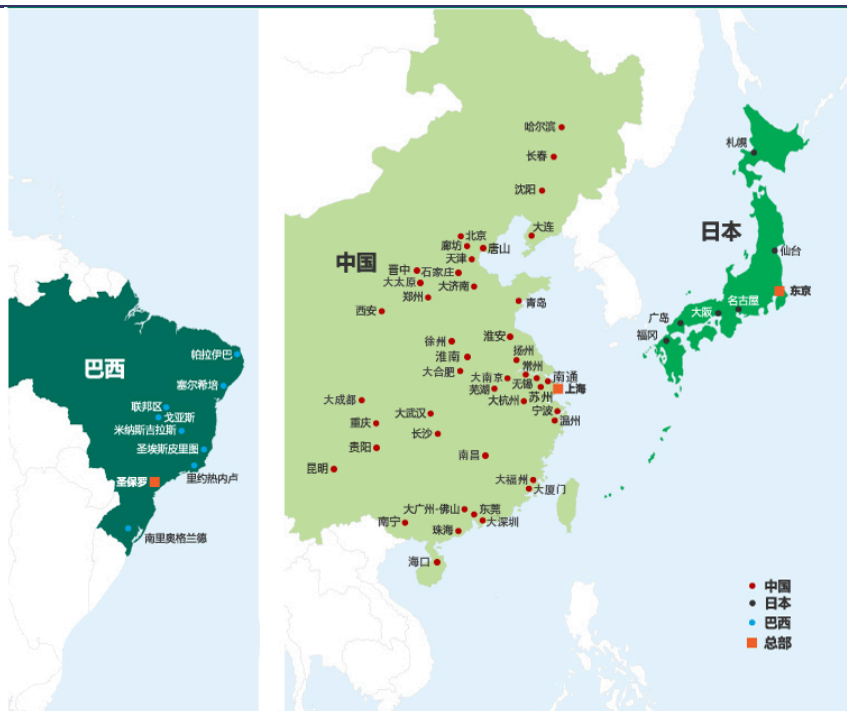 巴西
帕拉伊巴
塞尔希培
联邦区
戈亚斯
米纳斯吉拉斯
圣埃斯皮里图
里约热内卢
圣保罗
南里奥格兰德
中国
哈尔滨
长春
沈阳
大连
北京
廊坊
唐山
天津
晋中
石家庄
大太原
大济南
郑州
青岛
西安
徐州
淮安
淮南
扬州
大合肥
常州
大南京
南通
无锡
芜湖
上海
苏州
大成都
大杭州
大武汉
宁波
重庆
温州
长沙
贵阳
南昌
昆明
大福州
大厦门
大广州-佛山
东莞
南宁
大深圳
珠海
海口
日本
札幌
仙台
东京
名古屋
大阪
广岛
福冈
中国
日本
巴西
总部